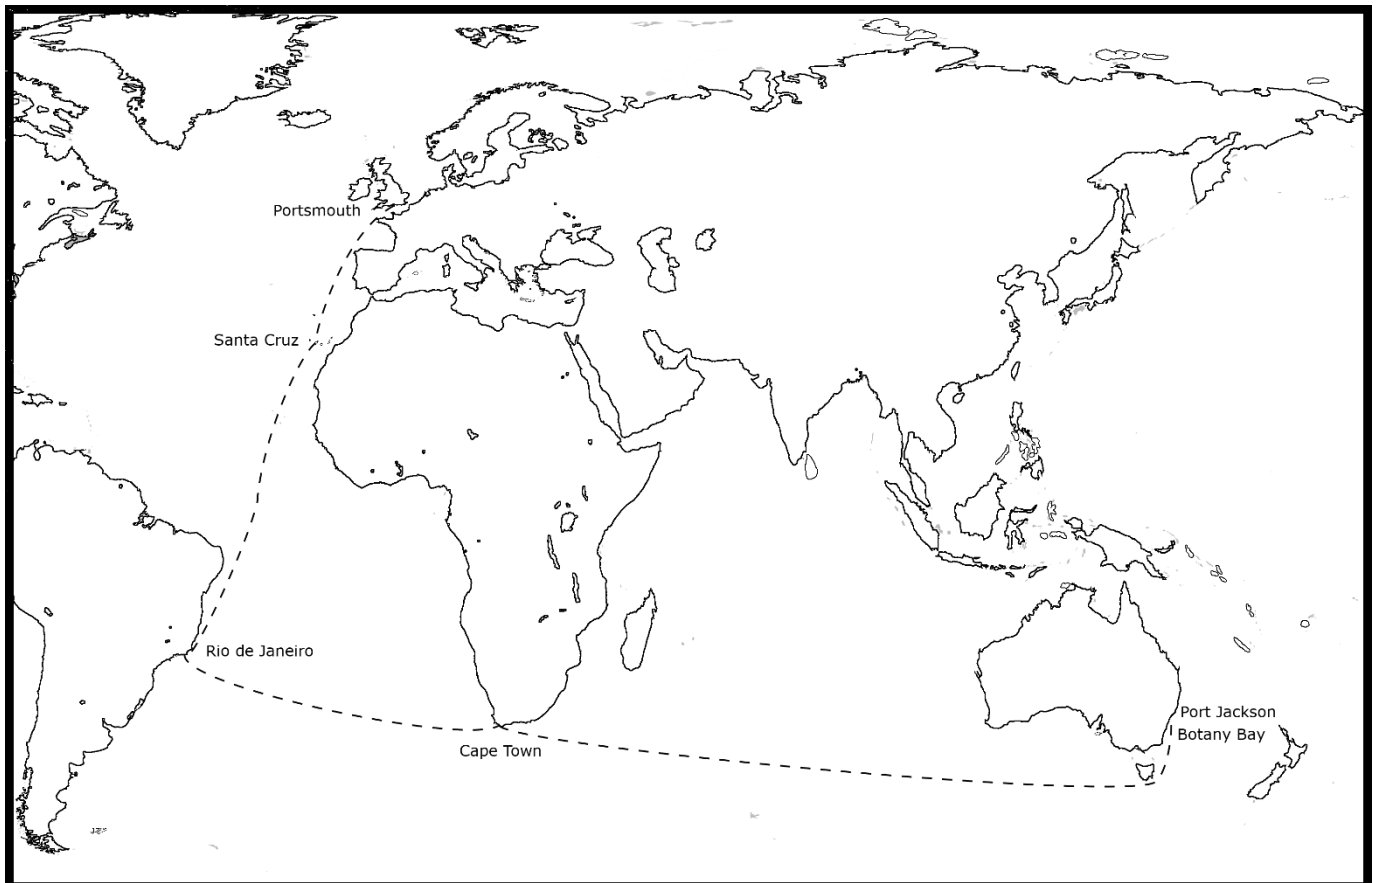 Portsmouth
Santa Cruz
Rio de Janeiro
Cape Town
Port Jackson
Botany Bay